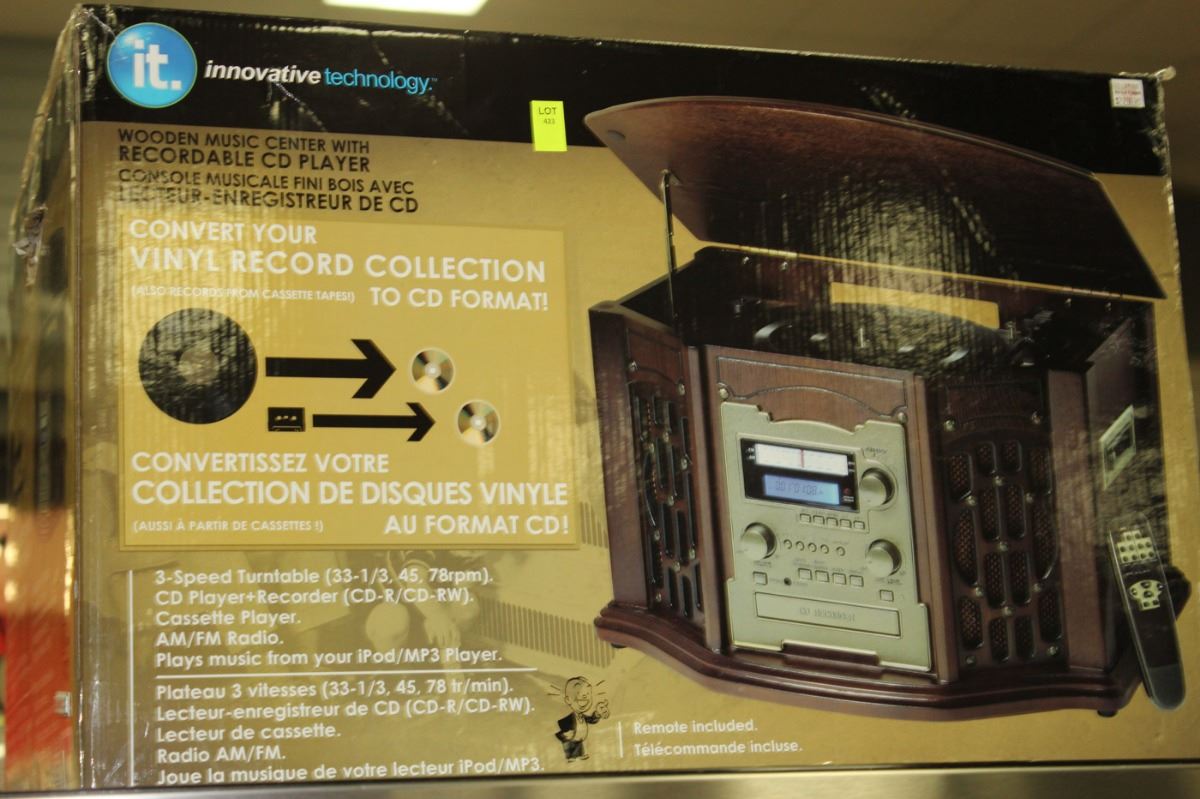 it. innovative technology.™
LOT
433
WOODEN MUSIC CENTER WITH
RECORDABLE CD PLAYER
CONSOLE MUSICALE FINI BOIS AVEC
LECTEUR-ENREGISTREUR DE CD
CONVERT YOUR
VINYL RECORD COLLECTION
(ALSO RECORDS FROM CASSETTE TAPES!) TO CD FORMAT!
CONVERTISSEZ VOTRE
COLLECTION DE DISQUES VINYLE
(AUSSI À PARTIR DE CASSETTES !) AU FORMAT CD!
3-Speed Turntable (33-1/3, 45, 78rpm).
CD Player+Recorder (CD-R/CD-RW).
Cassette Player.
AM/FM Radio.
Plays music from your iPod/MP3 Player.
Plateau 3 vitesses (33-1/3, 45, 78 tr/min).
Lecteur-enregistreur de CD (CD-R/CD-RW).
Lecteur de cassette.
Radio AM/FM.
Joue la musique de votre lecteur iPod/MP3.
Remote included.
Télécommande incluse.
CD RECORDER